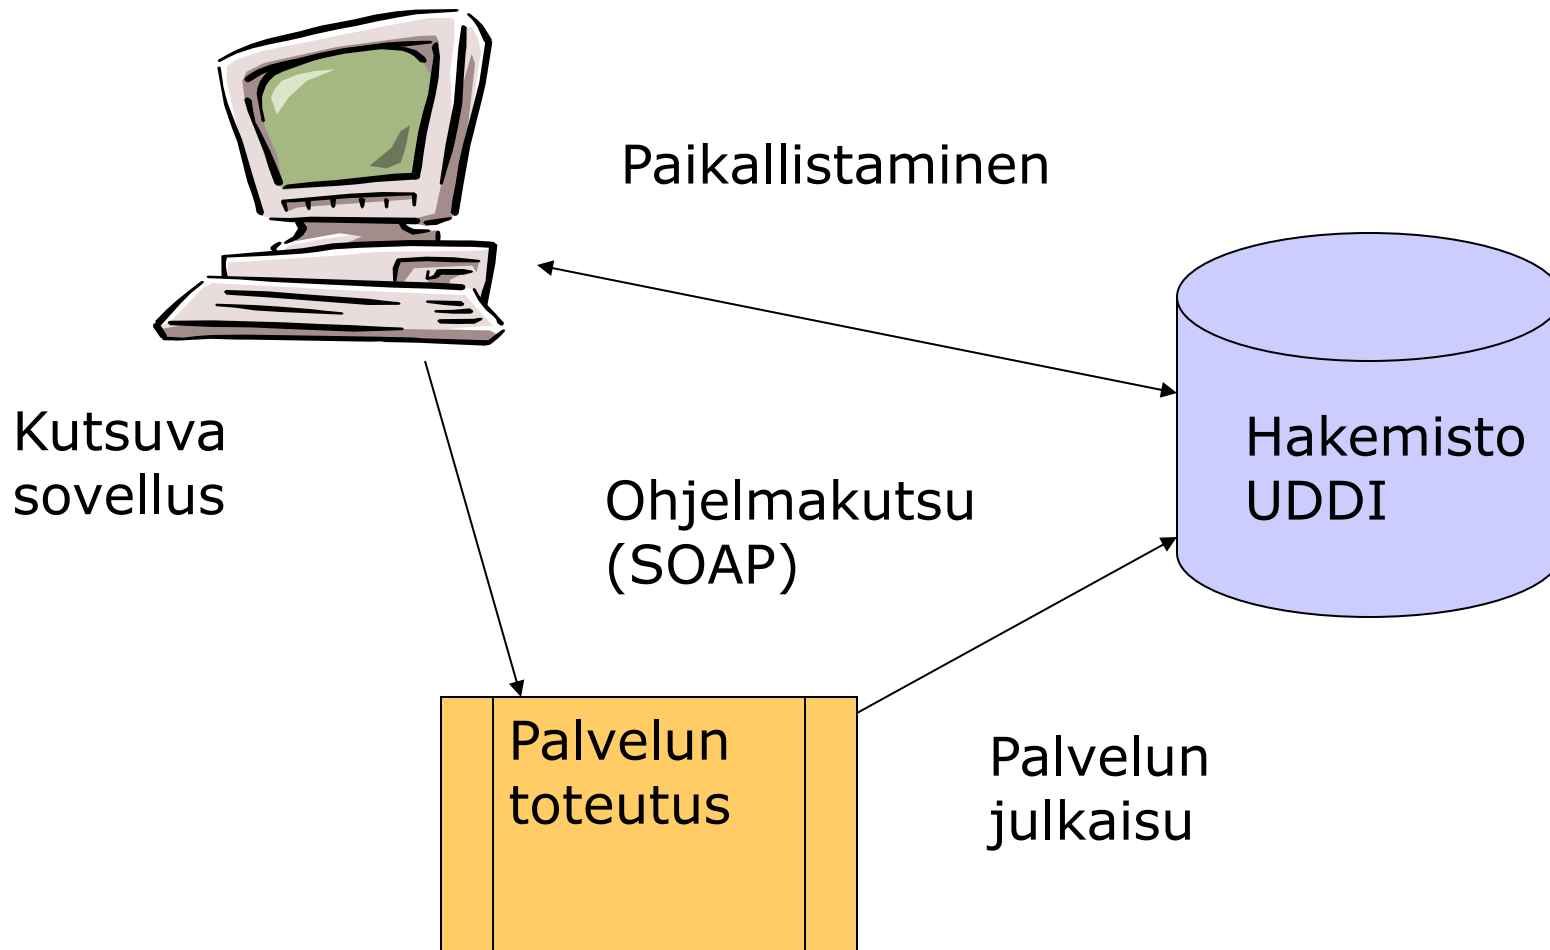 Paikallistaminen
Kutsuva
sovellus
Hakemisto
UDDI
Ohjelmakutsu
(SOAP)
Palvelun
toteutus
Palvelun
julkaisu